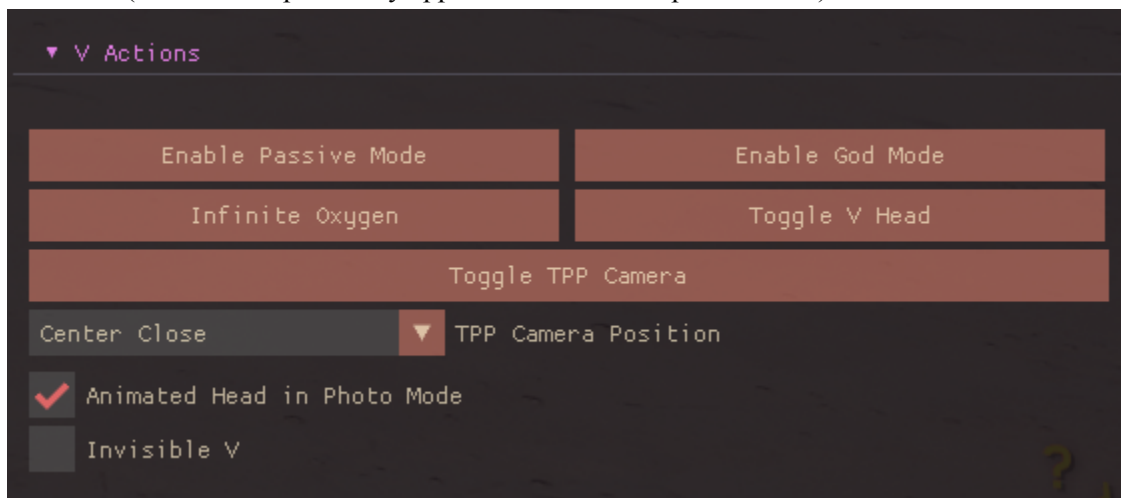 V Actions
Enable Passive Mode Enable God Mode
Infinite Oxygen Toggle V Head
Toggle TPP Camera
Center Close TPP Camera Position
Animated Head in Photo Mode
Invisible V
?